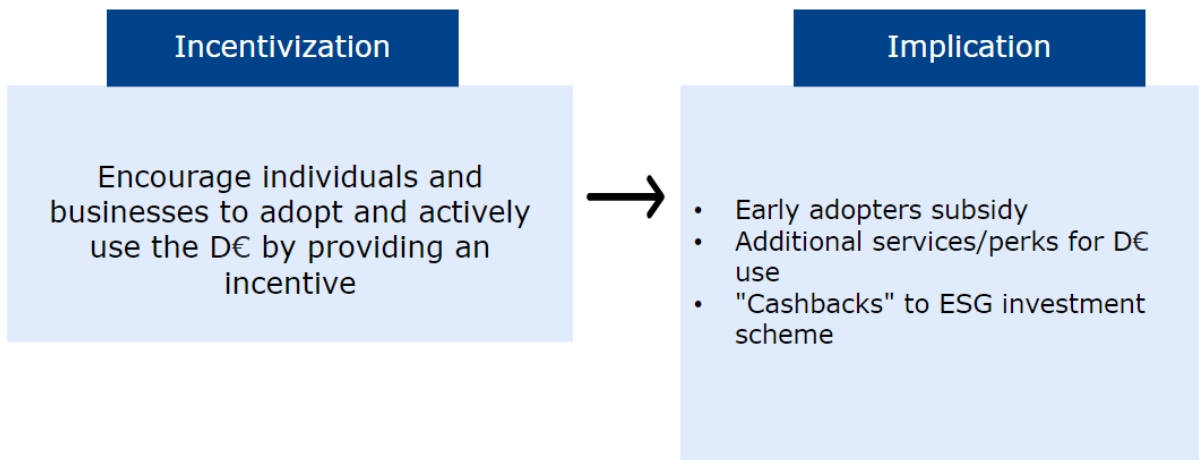 Incentivization
Encourage individuals and
businesses to adopt and actively
use the D€ by providing an
incentive
Implication
• Early adopters subsidy
• Additional services/perks for D€
use
• "Cashbacks" to ESG investment
scheme